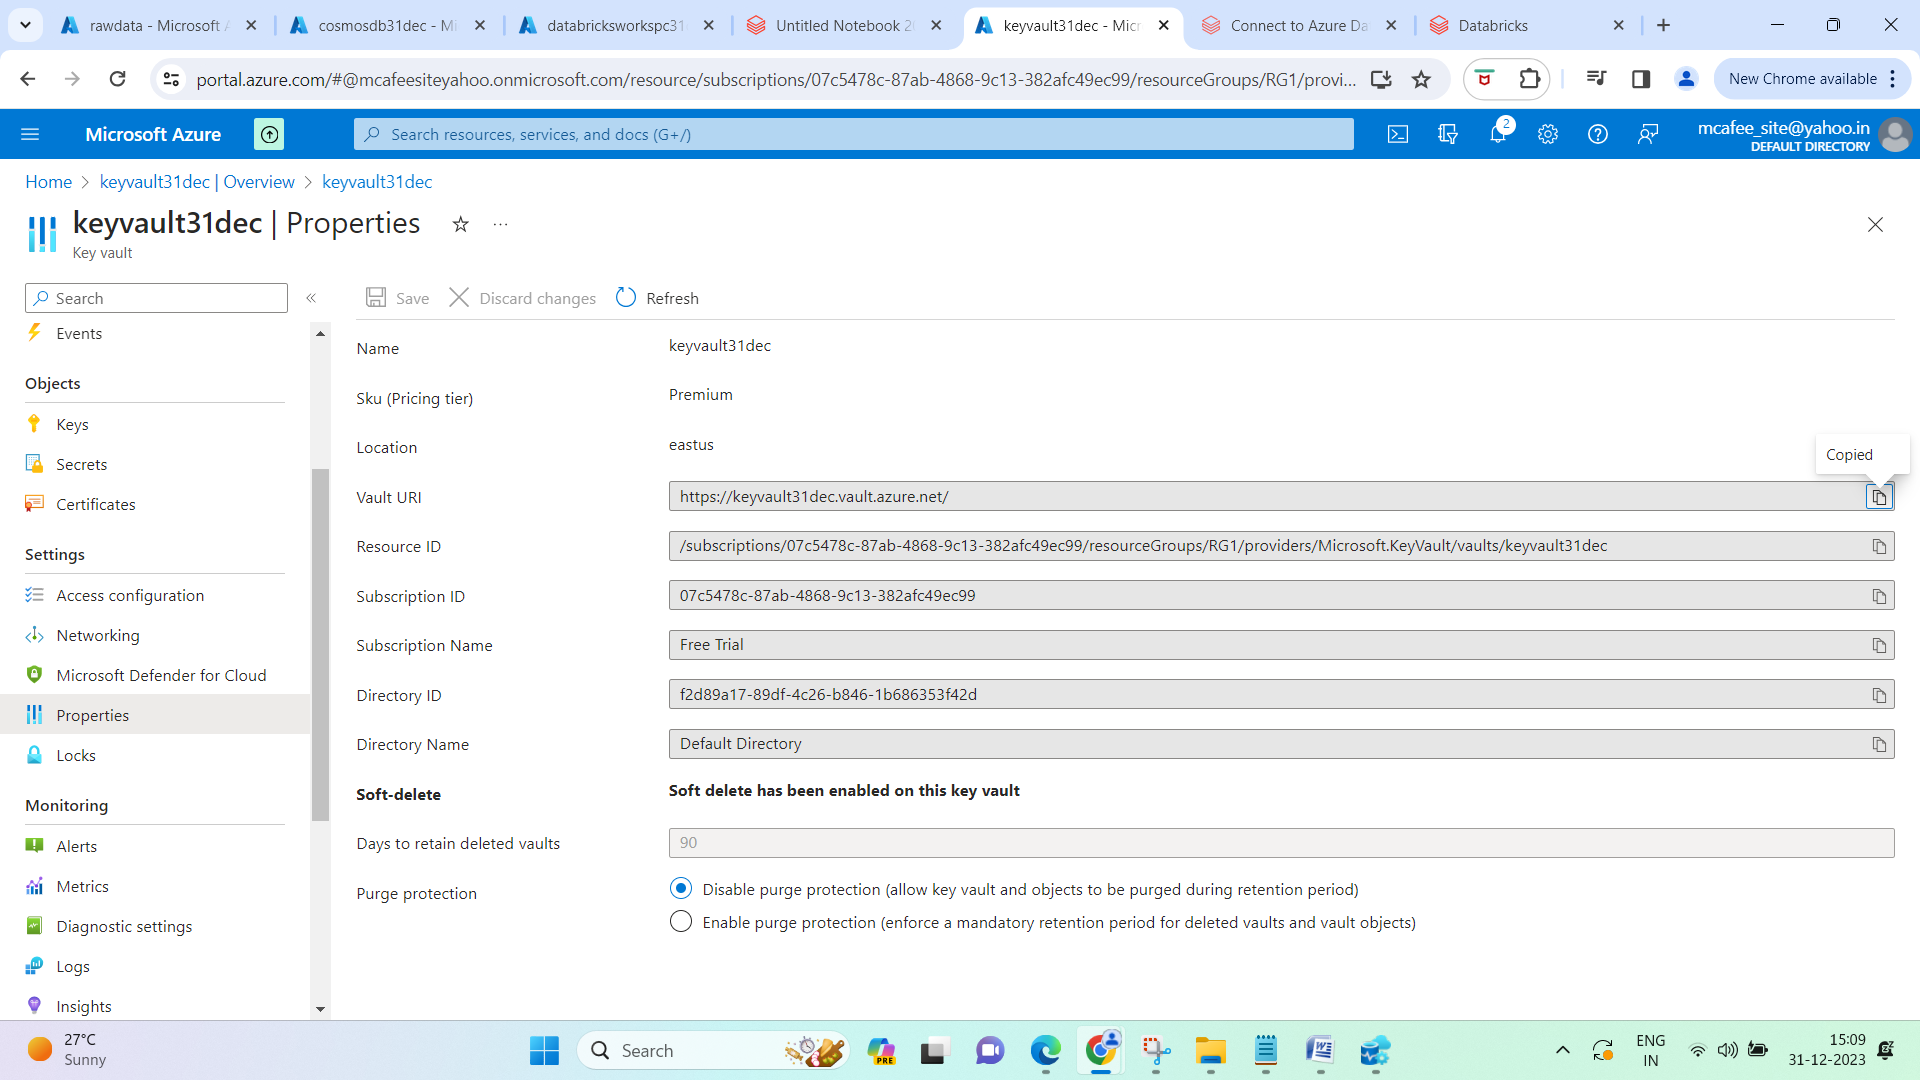 rawdata - Microsoft A
cosmosdb31dec - Mi
databricksworkspc31
Untitled Notebook 2
keyvault31dec - Micr
Connect to Azure Da
Databricks
portal.azure.com/#@mcafeesiteyahoo.onmicrosoft.com/resource/subscriptions/07c5478c-87ab-4868-9c13-382afc49ec99/resourceGroups/RG1/provi...
New Chrome available
Microsoft Azure
Search resources, services, and docs (G+/)
2
mcafee_site@yahoo.in
DEFAULT DIRECTORY
Home > keyvault31dec | Overview > keyvault31dec
keyvault31dec | Properties
Key vault
Search
Save
Discard changes
Refresh
Events
Objects
Keys
Secrets
Certificates
Settings
Access configuration
Networking
Microsoft Defender for Cloud
Properties
Locks
Monitoring
Alerts
Metrics
Diagnostic settings
Logs
Insights
Name
keyvault31dec
Sku (Pricing tier)
Premium
Location
eastus
Copied
Vault URI
https://keyvault31dec.vault.azure.net/
Resource ID
/subscriptions/07c5478c-87ab-4868-9c13-382afc49ec99/resourceGroups/RG1/providers/Microsoft.KeyVault/vaults/keyvault31dec
Subscription ID
07c5478c-87ab-4868-9c13-382afc49ec99
Subscription Name
Free Trial
Directory ID
f2d89a17-89df-4c26-b846-1b686353f42d
Directory Name
Default Directory
Soft-delete
Soft delete has been enabled on this key vault
Days to retain deleted vaults
90
Purge protection
Disable purge protection (allow key vault and objects to be purged during retention period)
Enable purge protection (enforce a mandatory retention period for deleted vaults and vault objects)
27°C
Sunny
Search
PRE
ENG
IN
15:09
31-12-2023